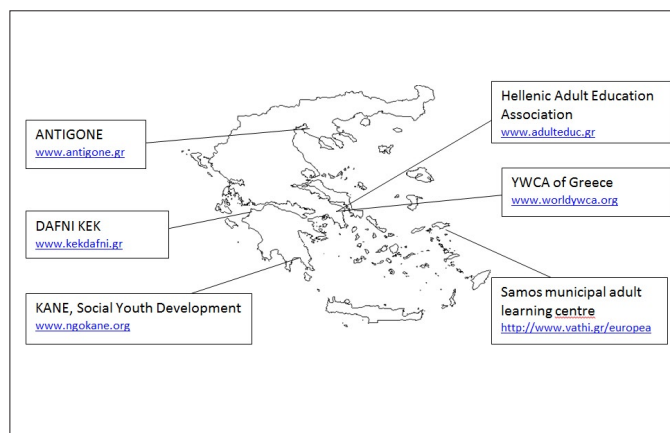 ANTIGONE
www.antigone.gr
DAFNI KEK
www.kekdafni.gr
KANE, Social Youth Development
www.ngokane.org
Hellenic Adult Education
Association
www.adulteduc.gr
YWCA of Greece
www.worldywca.org
Samos municipal adult
learning centre
http://www.vathi.gr/europea